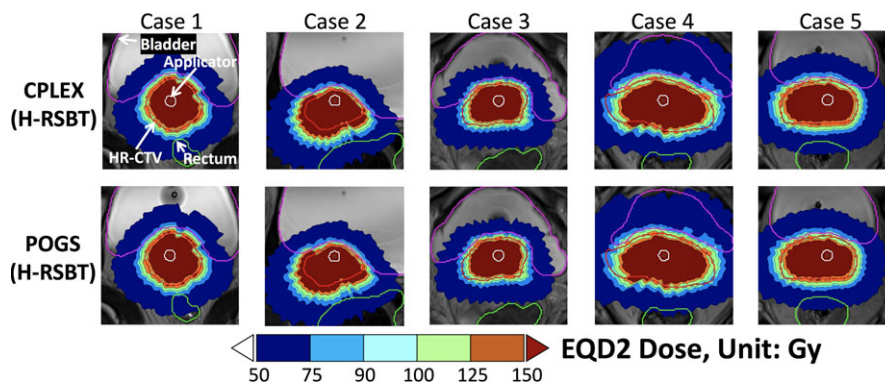 Case 1 Case 2 Case 3 Case 4 Case 5
Bladder
Applicator
CPLEX
(H-RSBT)
HR-CTV
Rectum
POGS
(H-RSBT)
EQD2 Dose, Unit: Gy
50 75 90 100 125 150